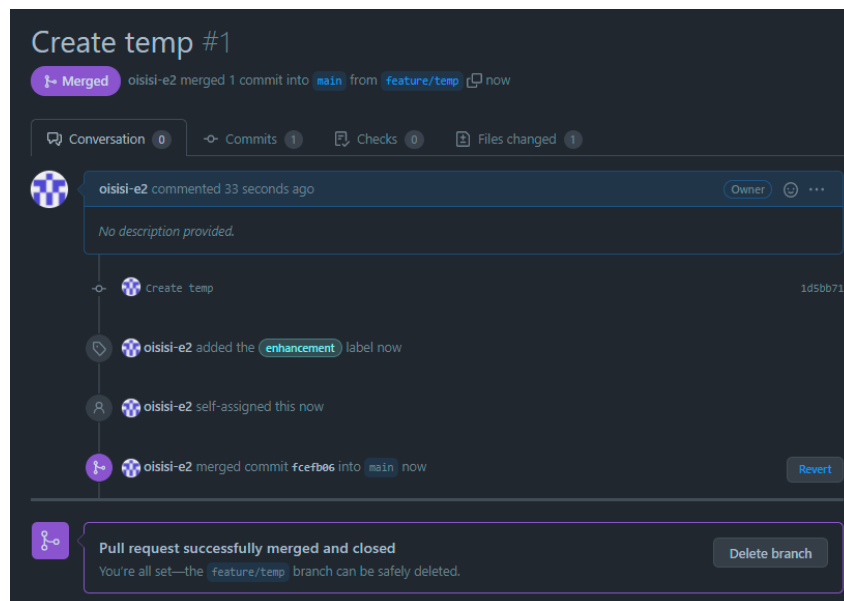 Create temp #1
Merged oisisi-e2 merged 1 commit into main from feature/temp now
Conversation 0 Commits 1 Checks 0 Files changed 1
oisisi-e2 commented 33 seconds ago Owner
No description provided.
Create temp 1d5bb71
oisisi-e2 added the enhancement label now
oisisi-e2 self-assigned this now
oisisi-e2 merged commit fcefb06 into main now Revert
Pull request successfully merged and closed
You're all set—the feature/temp branch can be safely deleted.
Delete branch